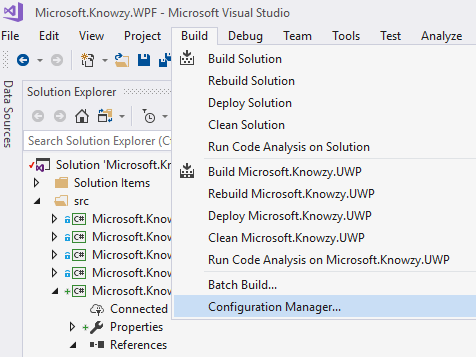 Microsoft.Knowzy.WPF - Microsoft Visual Studio
File Edit View Project Build Debug Team Tools Test Analyze
Data Sources
Solution Explorer
Search Solution Explorer (C
Solution 'Microsoft.Kn
Solution Items
src
C# Microsoft.Know
C# Microsoft.Know
C# Microsoft.Know
C# Microsoft.Know
Connected
Properties
References
Build Solution
Rebuild Solution
Deploy Solution
Clean Solution
Run Code Analysis on Solution
Build Microsoft.Knowzy.UWP
Rebuild Microsoft.Knowzy.UWP
Deploy Microsoft.Knowzy.UWP
Clean Microsoft.Knowzy.UWP
Run Code Analysis on Microsoft.Knowzy.UWP
Batch Build...
Configuration Manager...